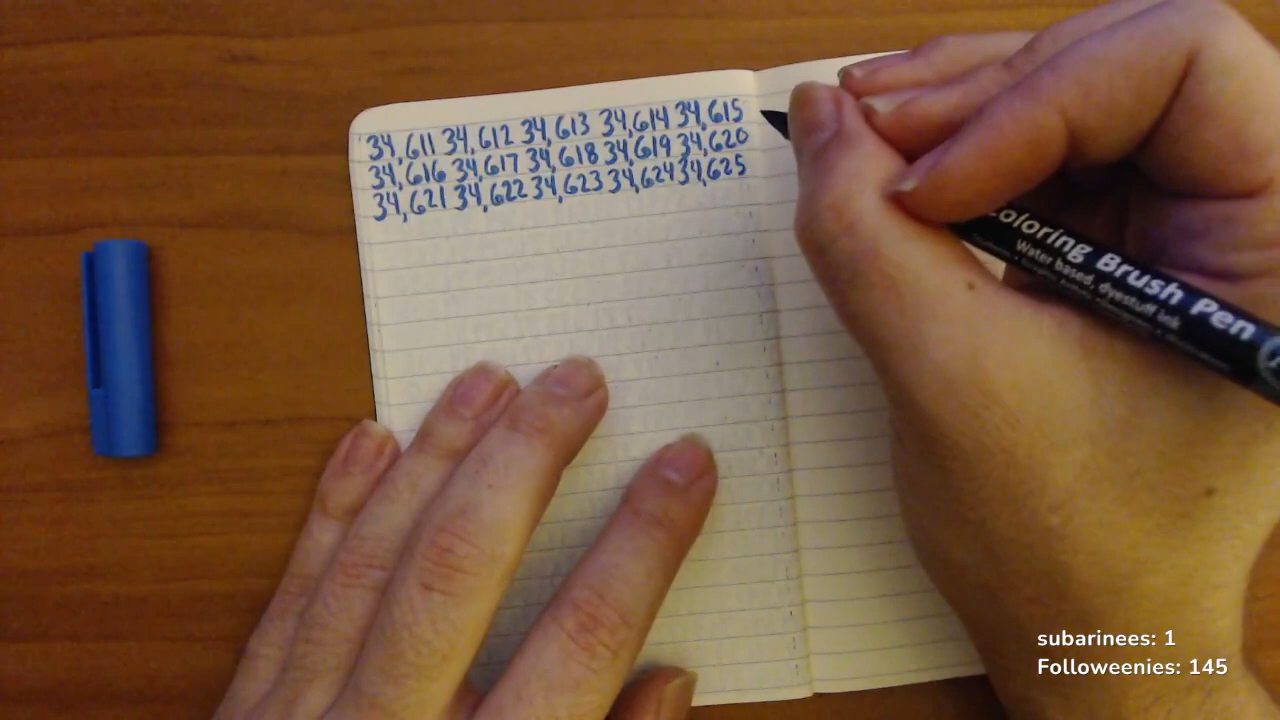 34,611 34,612 34,613 34,614 34,615
34,616 34,617 34,618 34,619 34,620
34,621 34,622 34,623 34,624 34,625
Coloring Brush Pen
Water based, dyestuff ink
subarinees: 1
Followeenies: 145